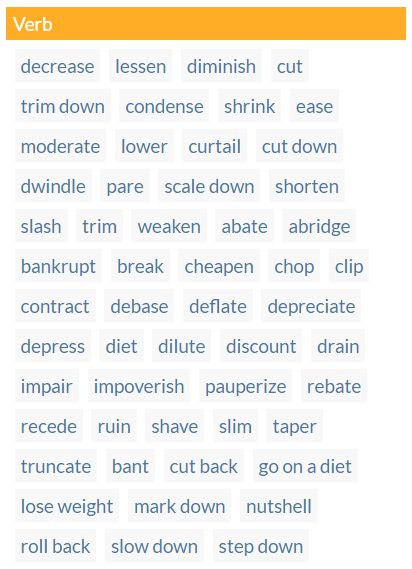 Verb
decrease lessen diminish cut
trim down condense shrink ease
moderate lower curtail cut down
dwindle pare scale down shorten
slash trim weaken abate abridge
bankrupt break cheapen chop clip
contract debase deflate depreciate
depress diet dilute discount drain
impair impoverish pauperize rebate
recede ruin shave slim taper
truncate bant cut back go on a diet
lose weight mark down nutshell
roll back slow down step down